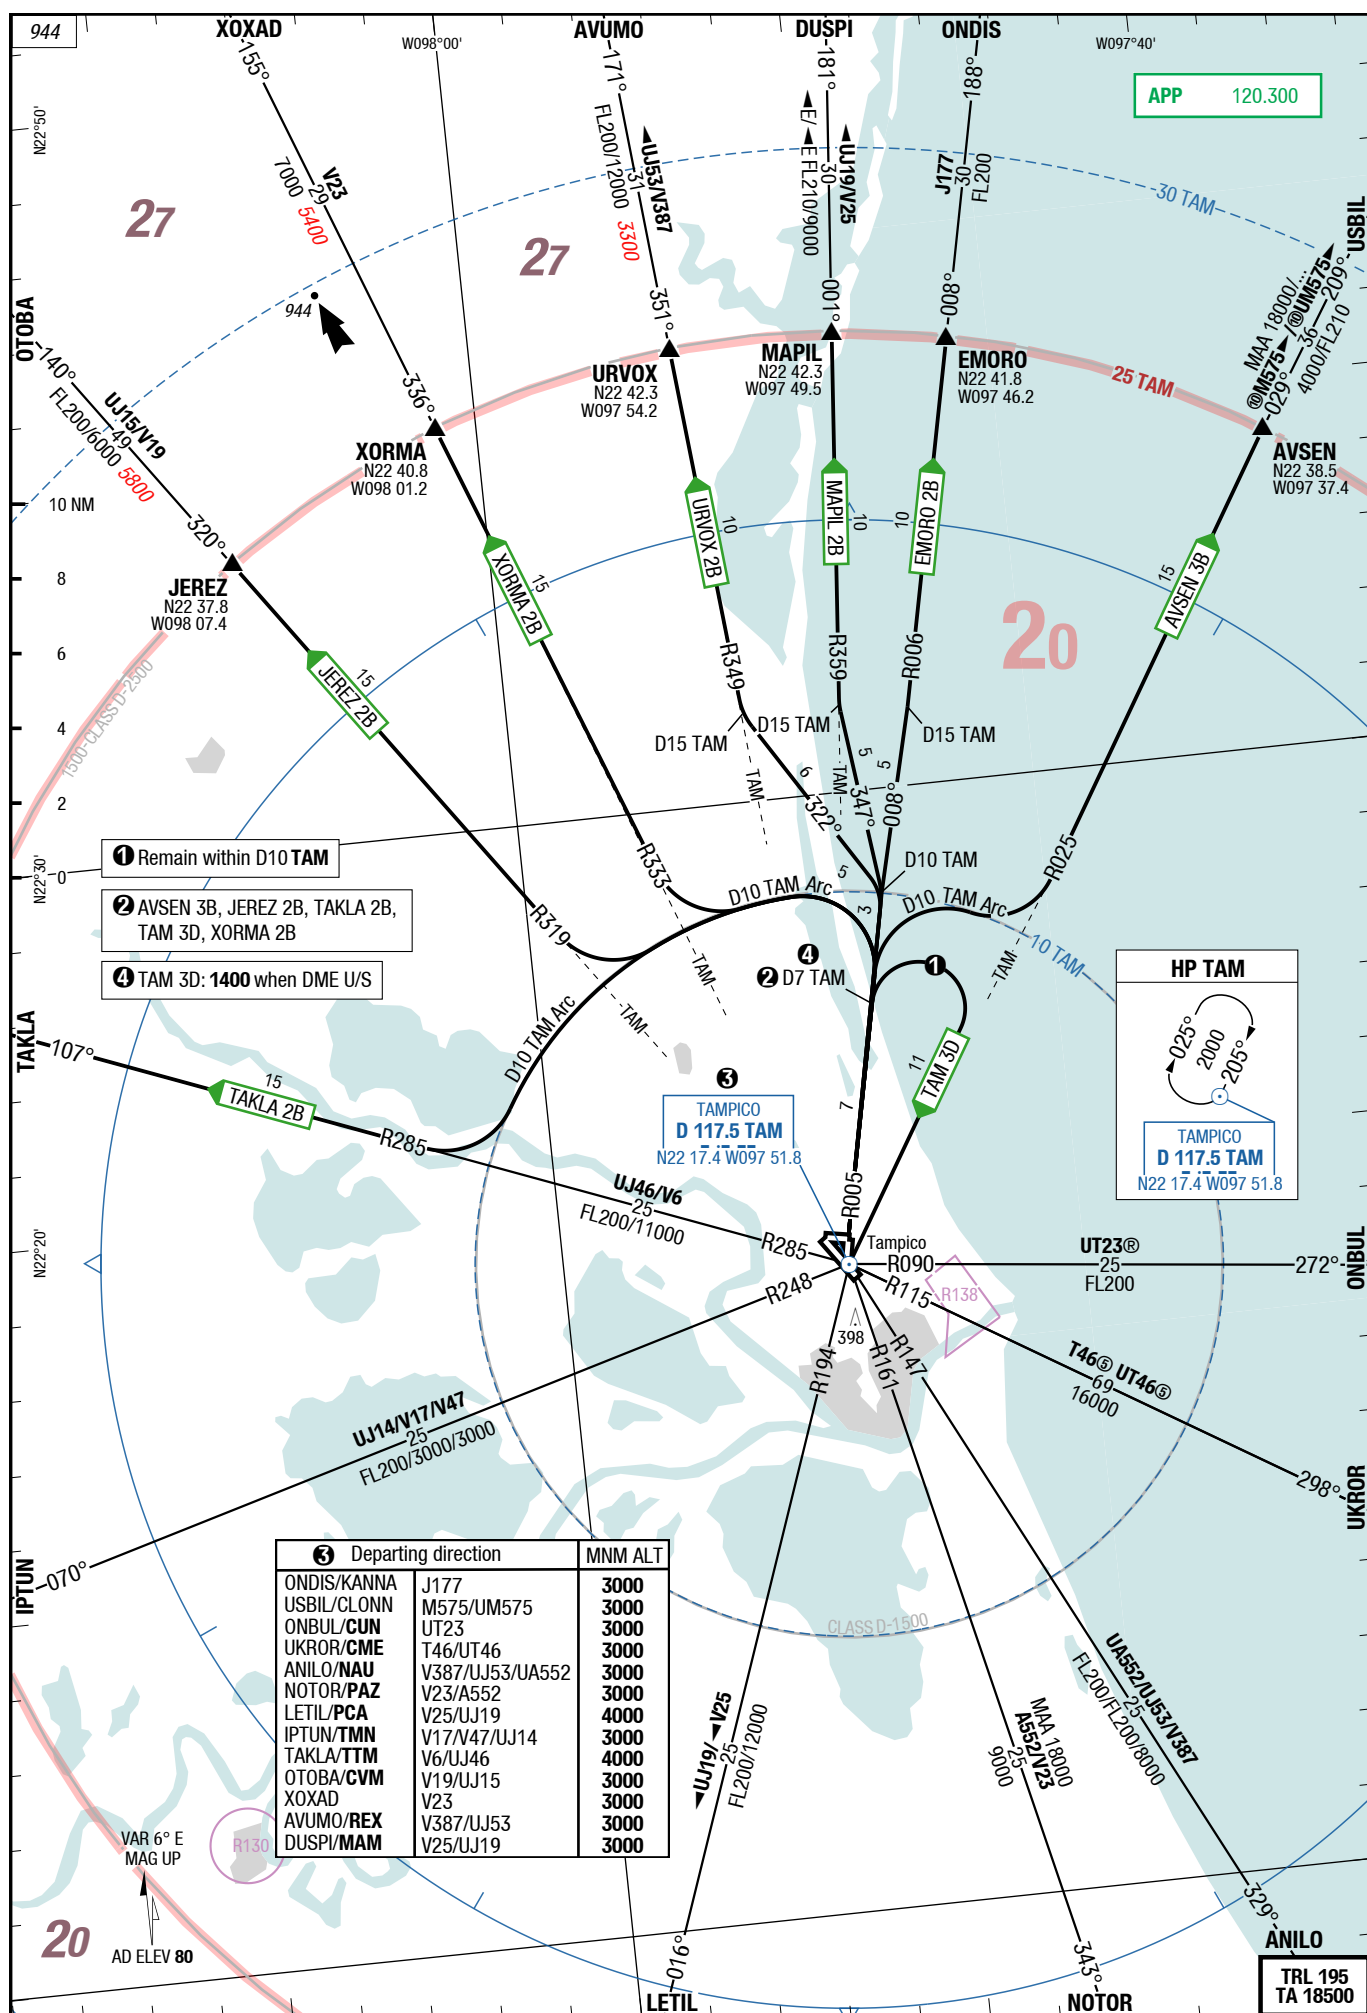 944
XOXAD
W098°00'
AVUMO
DUSPI
ONDIS
W097°40'
APP 120.300
155°
171°
181°
188°
N22°50'
V23
29
7000 5400
FL200/12000 3300
31
UJ53/V387
E/ E FL210/9000
30
UJ19/V25
J177
30
FL200
30 TAM
USBIL
27
27
944
OTOBA
140°
UJ15/V19
49
FL200/6000 5800
320°
336°
351°
001°
008°
MAA 18000/...
⑩M575 /⑩UM575
209°
36
029°
4000/FL210
25 TAM
URVOX
N22 42.3
W097 54.2
MAPIL
N22 42.3
W097 49.5
EMORO
N22 41.8
W097 46.2
XORMA
N22 40.8
W098 01.2
AVSEN
N22 38.5
W097 37.4
JEREZ
N22 37.8
W098 07.4
10 NM
8
6
4
2
0
N22°30'
1500-CLASS D-2500
JEREZ 2B
15
XORMA 2B
15
URVOX 2B
10
MAPIL 2B
10
EMORO 2B
10
AVSEN 3B
15
20
R349
R359
R006
D15 TAM
D15 TAM
D15 TAM
TAM
TAM
6
322°
5
347°
5
008°
R025
R333
R319
D10 TAM Arc
5
D10 TAM
D10 TAM Arc
3
10 TAM
TAM
TAM
TAM
❶ Remain within D10 TAM
❷ AVSEN 3B, JEREZ 2B, TAKLA 2B,
TAM 3D, XORMA 2B
❹ TAM 3D: 1400 when DME U/S
❹
❷ D7 TAM
❶
HP TAM
025°
2000
205°
TAMPICO
D 117.5 TAM
N22 17.4 W097 51.8
TAKLA
107°
15
TAKLA 2B
R285
D10 TAM Arc
❸
TAMPICO
D 117.5 TAM
N22 17.4 W097 51.8
7
R005
11
TAM 3D
UJ46/V6
25
FL200/11000
R285
Tampico
R090
UT23®
25
FL200
272°
ONBUL
N22°20'
R248
R115
R138
398
R194
R161
R147
T46⑤ UT46⑤
69
16000
298°
UKROR
UJ14/V17/V47
25
FL200/3000/3000
070°
IPTUN
❸ Departing direction MNM ALT
ONDIS/KANNA J177 3000
USBIL/CLONN M575/UM575 3000
ONBUL/CUN UT23 3000
UKROR/CME T46/UT46 3000
ANILO/NAU V387/UJ53/UA552 3000
NOTOR/PAZ V23/A552 3000
LETIL/PCA V25/UJ19 4000
IPTUN/TMN V17/V47/UJ14 3000
TAKLA/TTM V6/UJ46 4000
OTOBA/CVM V19/UJ15 3000
XOXAD V23 3000
AVUMO/REX V387/UJ53 3000
DUSPI/MAM V25/UJ19 3000
CLASS D-1500
UJ19/ V25
25
FL200/12000
MAA 18000
A552/V23
25
9000
UA552/UJ53/V387
25
FL200/FL200/8000
VAR 6° E
MAG UP
R130
20
AD ELEV 80
016°
LETIL
343°
NOTOR
329°
ANILO
TRL 195
TA 18500